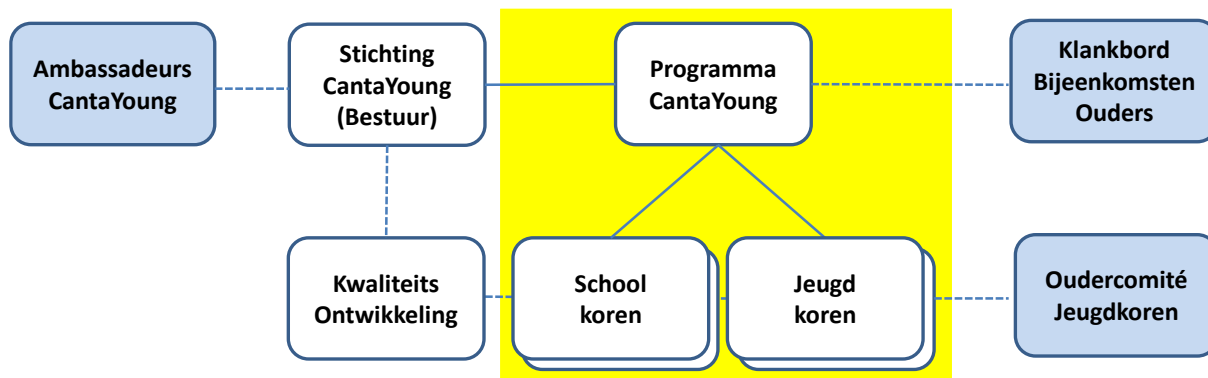 Ambassadeurs
CantaYoung
Stichting
CantaYoung
(Bestuur)
Programma
CantaYoung
Klankbord
Bijeenkomsten
Ouders
Kwaliteits
Ontwikkeling
School
koren
Jeugd
koren
Oudercomité
Jeugdkoren